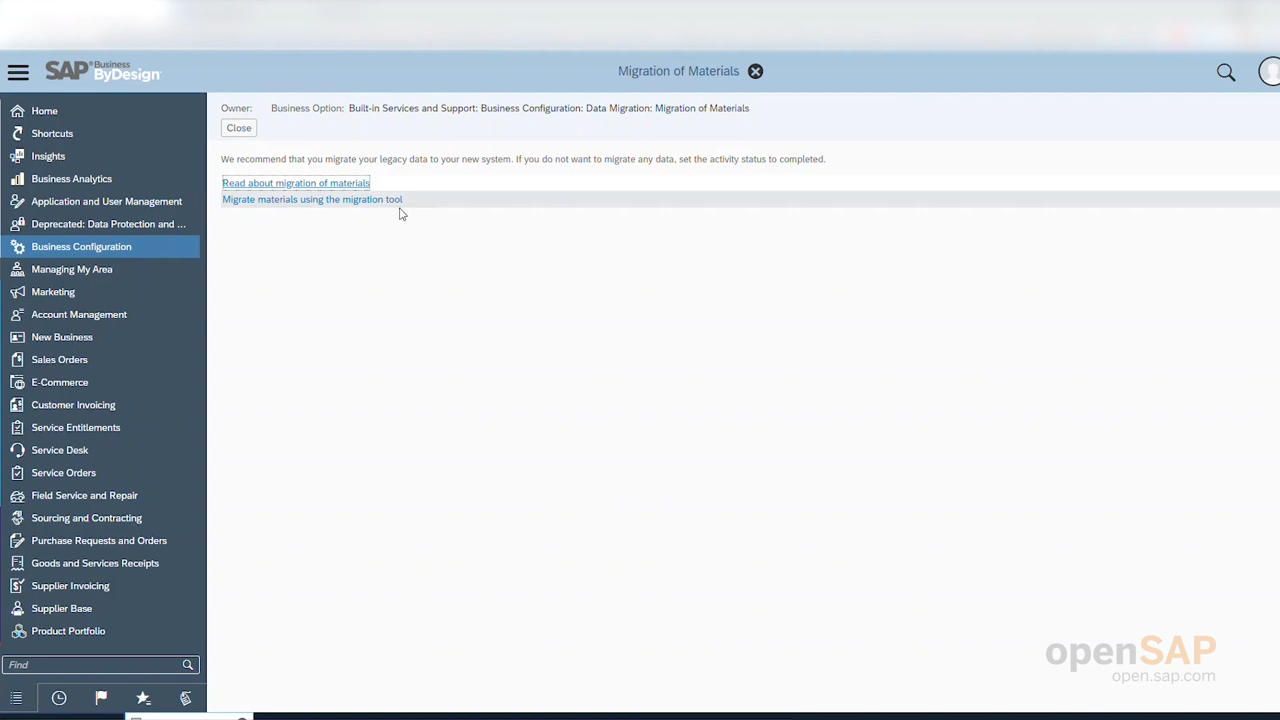 SAP Business ByDesign
Migration of Materials
Home
Shortcuts
Insights
Business Analytics
Application and User Management
Deprecated: Data Protection and ...
Business Configuration
Managing My Area
Marketing
Account Management
New Business
Sales Orders
E-Commerce
Customer Invoicing
Service Entitlements
Service Desk
Service Orders
Field Service and Repair
Sourcing and Contracting
Purchase Requests and Orders
Goods and Services Receipts
Supplier Invoicing
Supplier Base
Product Portfolio
Find
Owner: Business Option: Built-in Services and Support: Business Configuration: Data Migration: Migration of Materials
Close
We recommend that you migrate your legacy data to your new system. If you do not want to migrate any data, set the activity status to completed.
Read about migration of materials
Migrate materials using the migration tool
openSAP
open.sap.com